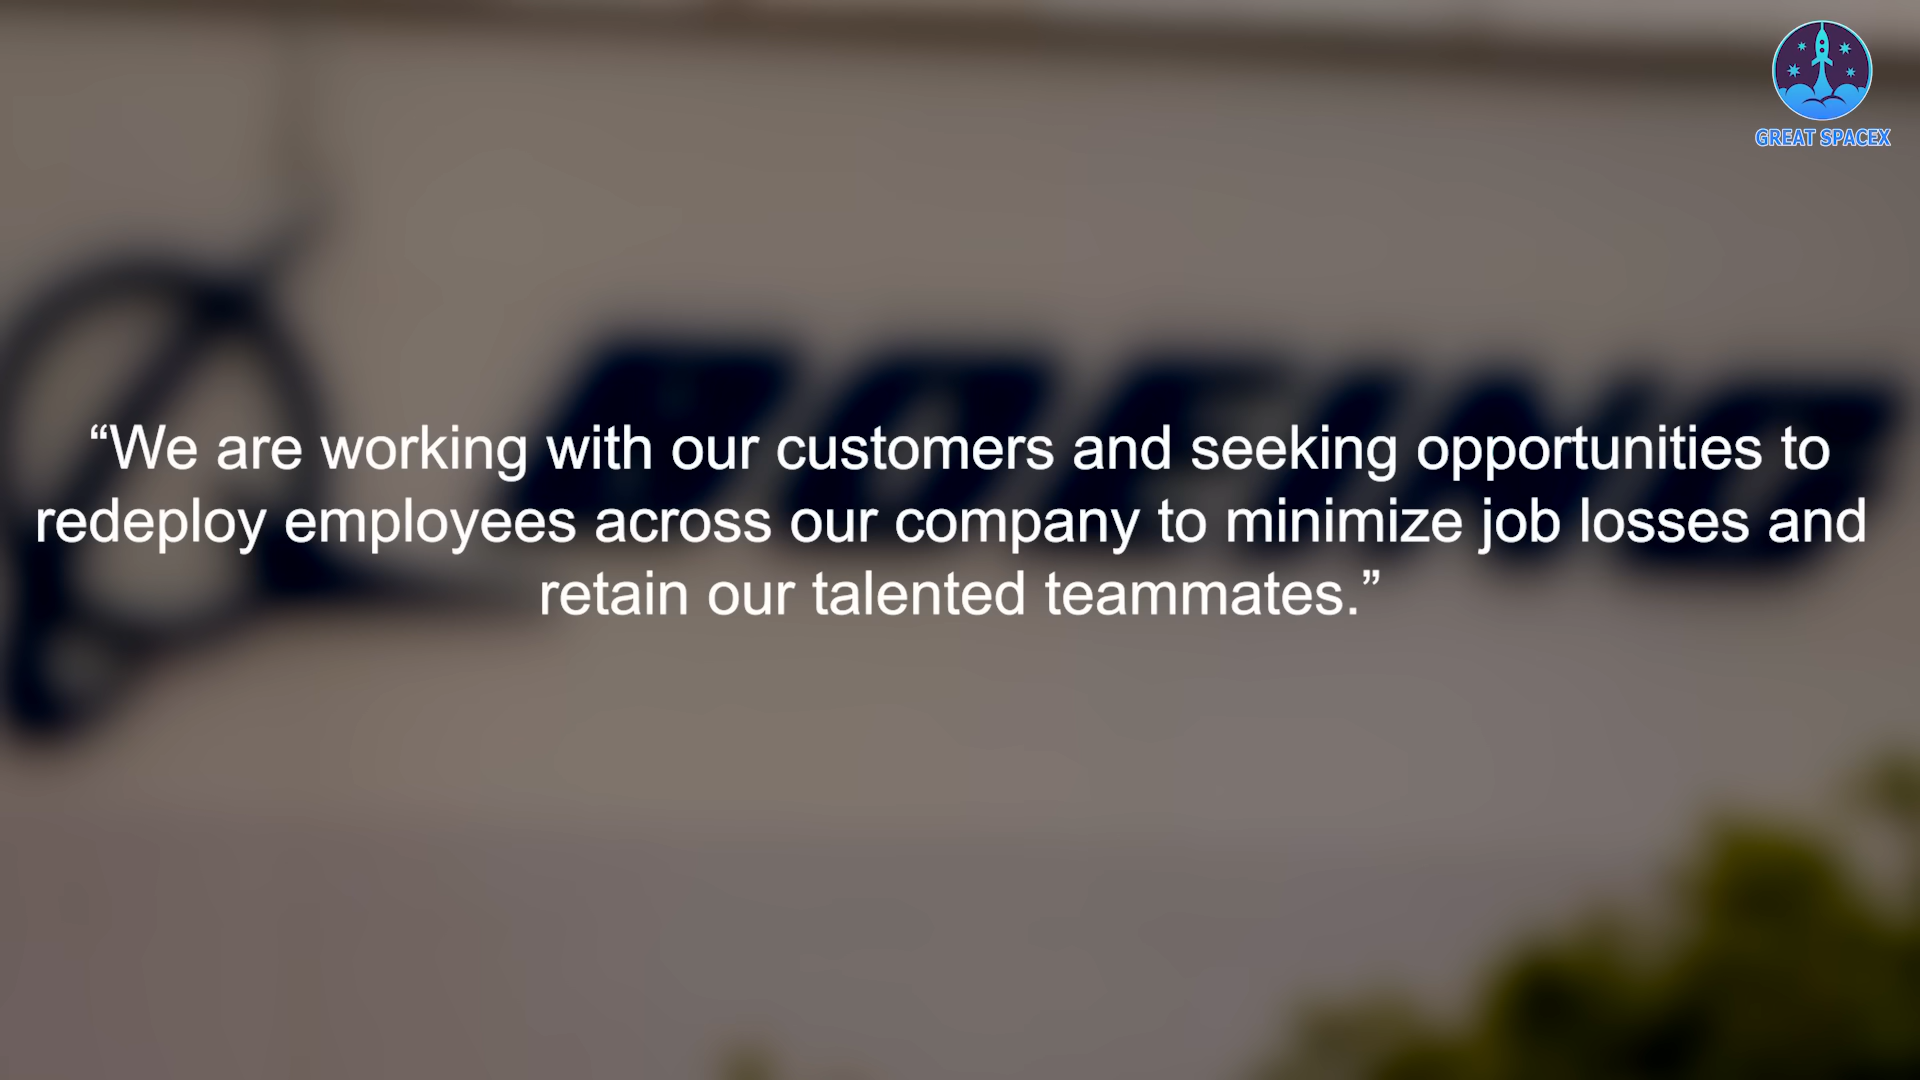 GREAT SPACEX
BOEING
“We are working with our customers and seeking opportunities to
redeploy employees across our company to minimize job losses and
retain our talented teammates.”